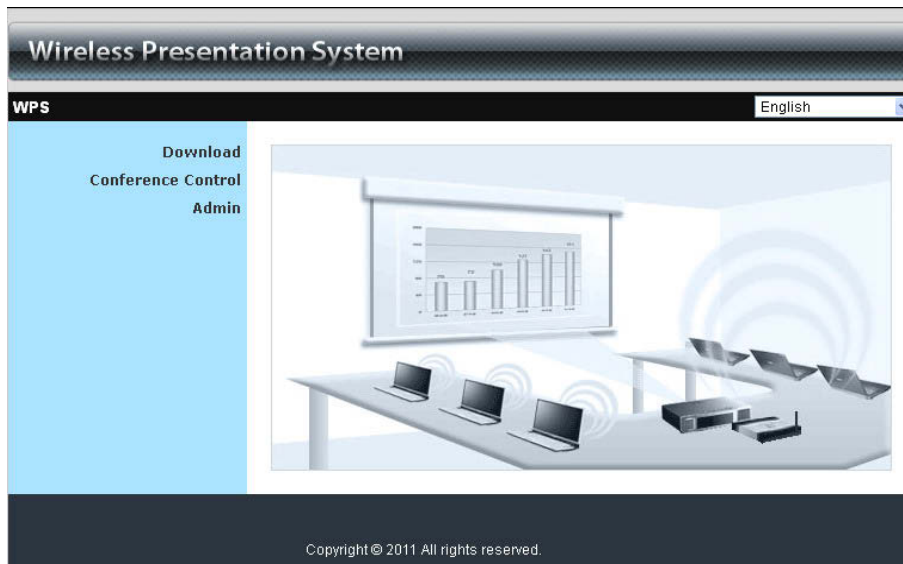 Wireless Presentation System
WPS
English
Download
Conference Control
Admin
Copyright © 2011 All rights reserved.